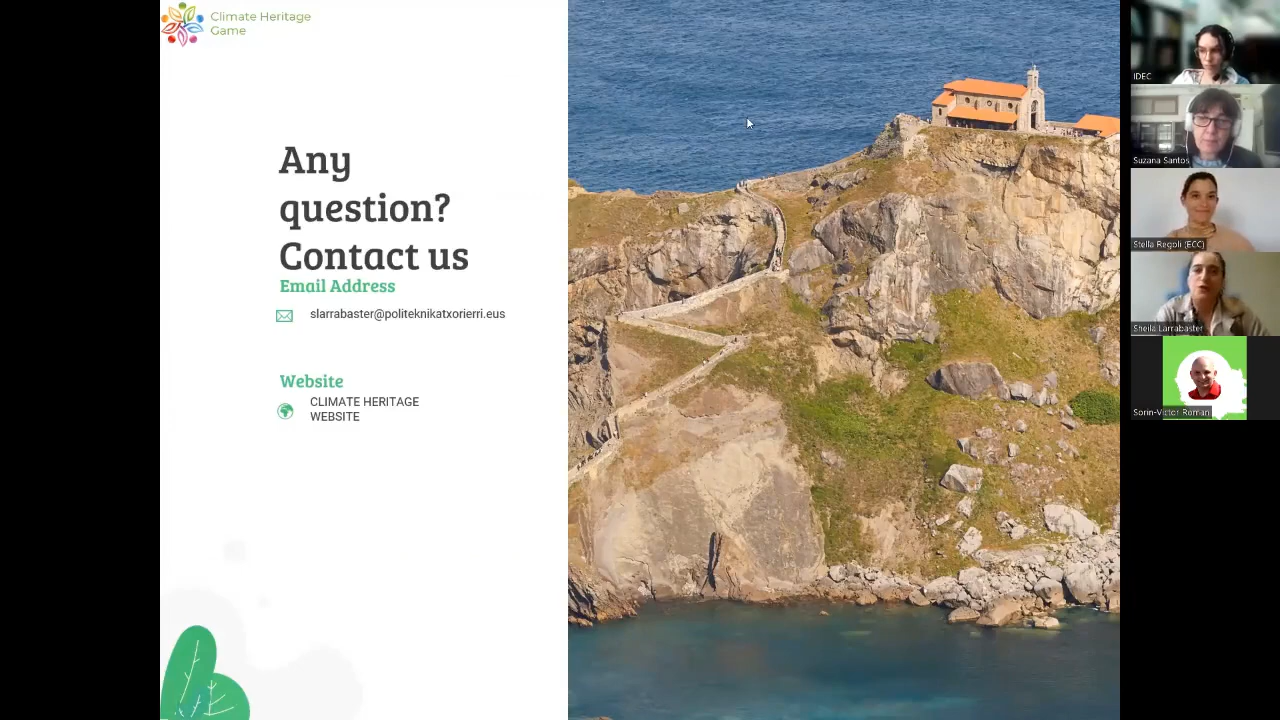 Climate Heritage
Game
Any
question?
Contact us
Email Address
slarrabaster@politeknikatxorierri.eus
Website
CLIMATE HERITAGE
WEBSITE
IDEC
Suzana Santos
Stella Regoli (ECC)
Sheila Larrabaster
Sorin-Victor Roman